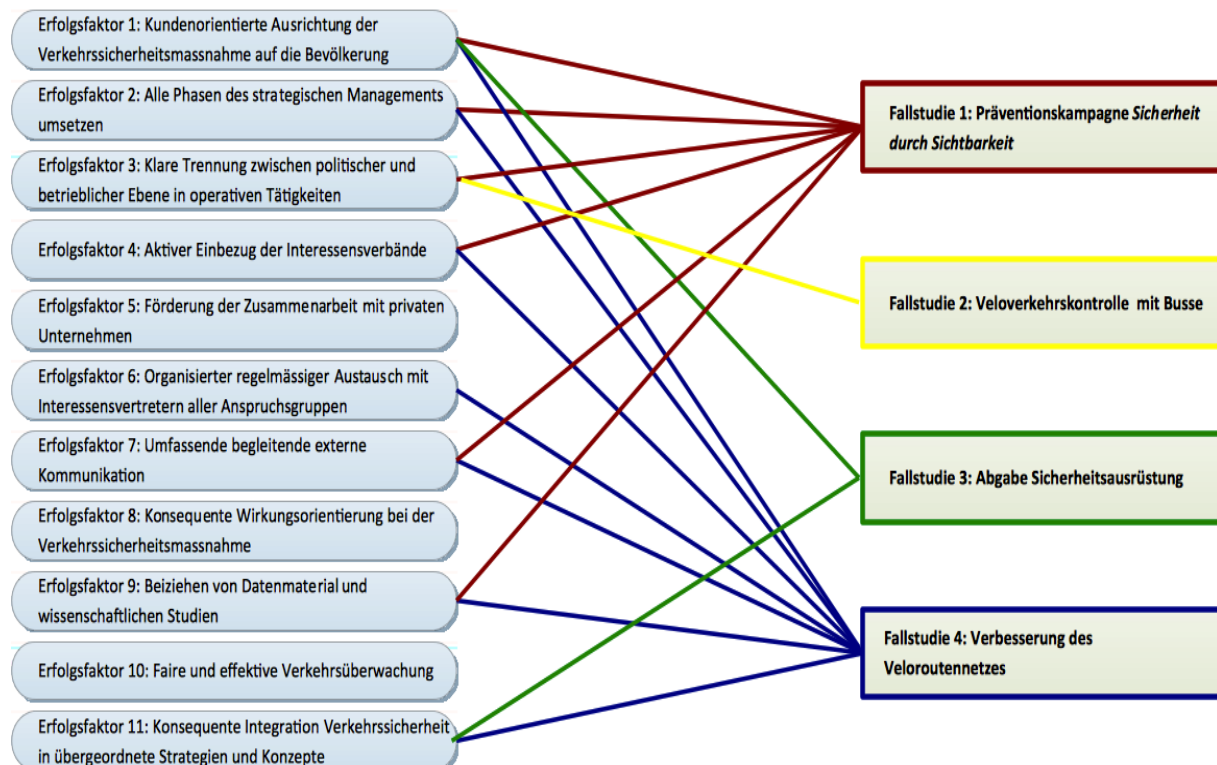 Erfolgsfaktor 1: Kundenorientierte Ausrichtung der
Verkehrssicherheitsmassnahme auf die Bevölkerung
Erfolgsfaktor 2: Alle Phasen des strategischen Managements
umsetzen
Erfolgsfaktor 3: Klare Trennung zwischen politischer und
betrieblicher Ebene in operativen Tätigkeiten
Erfolgsfaktor 4: Aktiver Einbezug der Interessensverbände
Erfolgsfaktor 5: Förderung der Zusammenarbeit mit privaten
Unternehmen
Erfolgsfaktor 6: Organisierter regelmässiger Austausch mit
Interessensvertretern aller Anspruchsgruppen
Erfolgsfaktor 7: Umfassende begleitende externe
Kommunikation
Erfolgsfaktor 8: Konsequente Wirkungsorientierung bei der
Verkehrssicherheitsmassnahme
Erfolgsfaktor 9: Beiziehen von Datenmaterial und
wissenschaftlichen Studien
Erfolgsfaktor 10: Faire und effektive Verkehrsüberwachung
Erfolgsfaktor 11: Konsequente Integration Verkehrssicherheit
in übergeordnete Strategien und Konzepte
Fallstudie 1: Präventionskampagne Sicherheit
durch Sichtbarkeit
Fallstudie 2: Veloverkehrskontrolle mit Busse
Fallstudie 3: Abgabe Sicherheitsausrüstung
Fallstudie 4: Verbesserung des
Veloroutennetzes